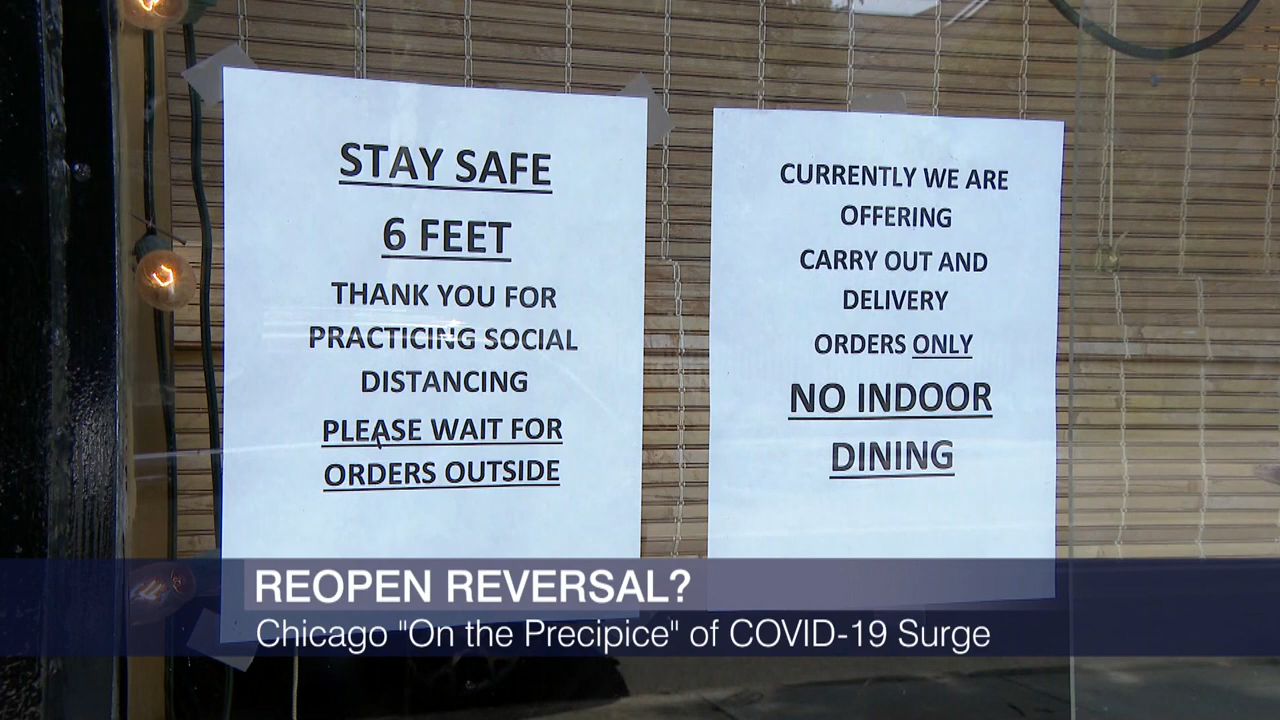 STAY SAFE
6 FEET
THANK YOU FOR
PRACTICING SOCIAL
DISTANCING
PLEASE WAIT FOR
ORDERS OUTSIDE
CURRENTLY WE ARE
OFFERING
CARRY OUT AND
DELIVERY
ORDERS ONLY
NO INDOOR
DINING
REOPEN REVERSAL?
Chicago "On the Precipice" of COVID-19 Surge